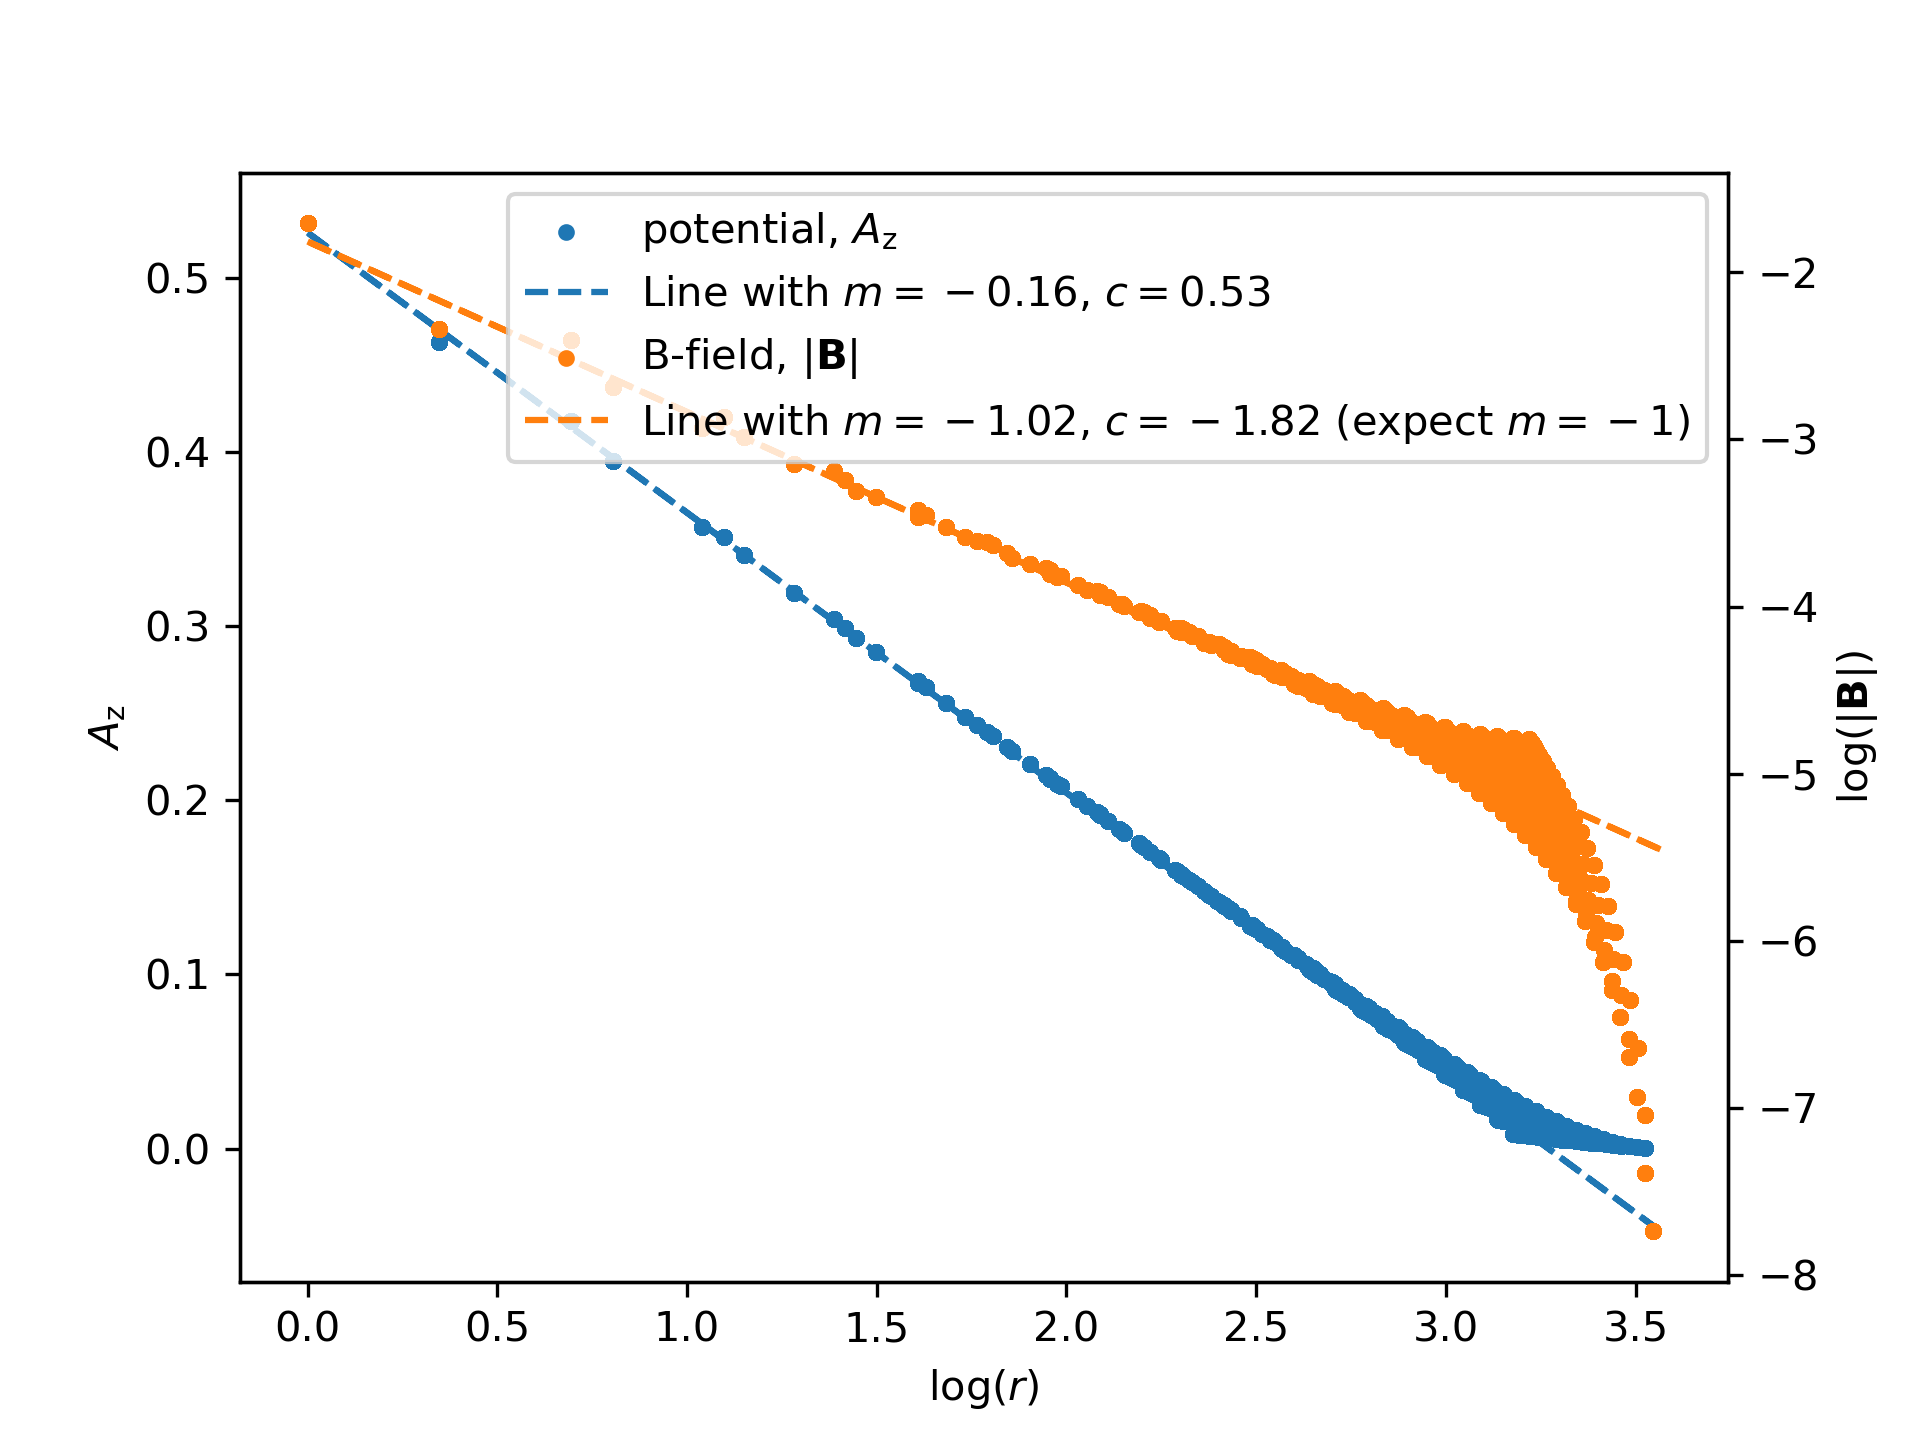 potential, A_z
Line with m = −0.16, c = 0.53
B-field, |B|
Line with m = −1.02, c = −1.82 (expect m = −1)
0.5
0.4
0.3
0.2
0.1
0.0
A_z
−2
−3
−4
−5
−6
−7
−8
log(|B|)
0.0 0.5 1.0 1.5 2.0 2.5 3.0 3.5
log(r)